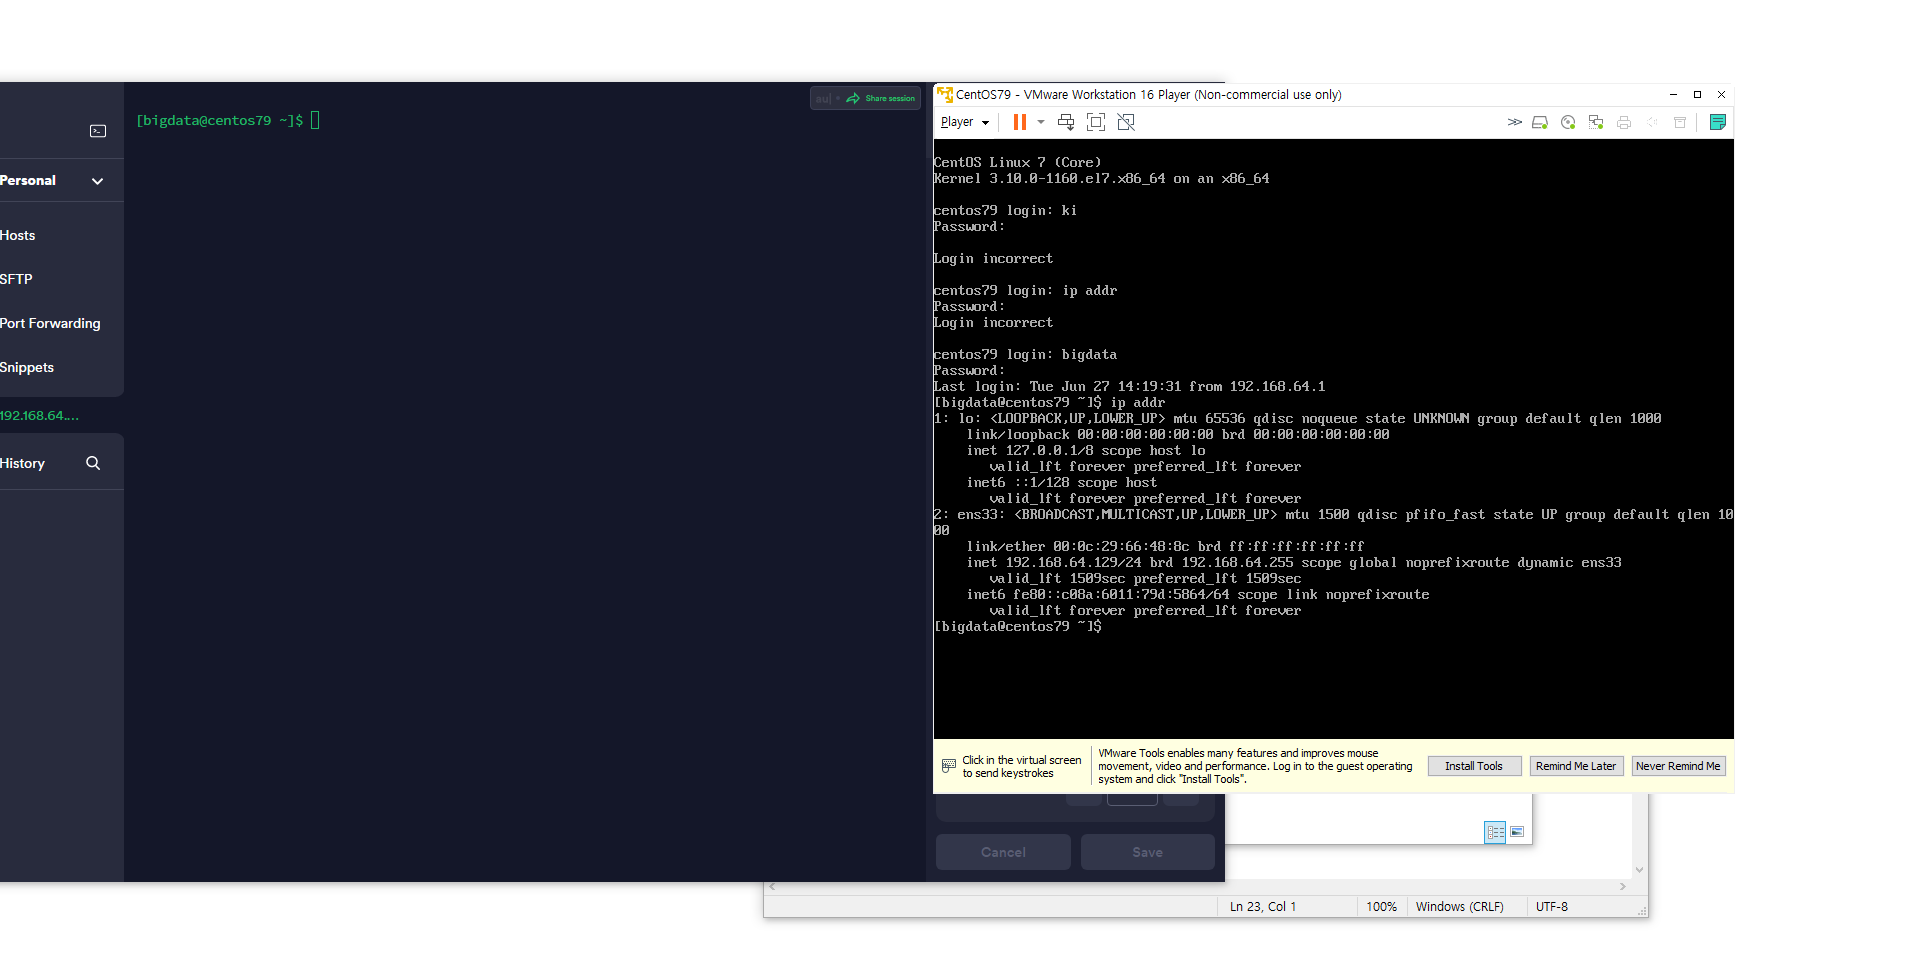 Personal
Hosts
SFTP
Port Forwarding
Snippets
192.168.64....
History
[bigdata@centos79 ~]$
Share session
CentOS79 - VMware Workstation 16 Player (Non-commercial use only)
Player
CentOS Linux 7 (Core)
Kernel 3.10.0-1160.el7.x86_64 on an x86_64
centos79 login: ki
Password:
Login incorrect
centos79 login: ip addr
Password:
Login incorrect
centos79 login: bigdata
Password:
Last login: Tue Jun 27 14:19:31 from 192.168.64.1
[bigdata@centos79 ~]$ ip addr
1: lo: <LOOPBACK,UP,LOWER_UP> mtu 65536 qdisc noqueue state UNKNOWN group default qlen 1000
link/loopback 00:00:00:00:00:00 brd 00:00:00:00:00:00
inet 127.0.0.1/8 scope host lo
valid_lft forever preferred_lft forever
inet6 ::1/128 scope host
valid_lft forever preferred_lft forever
2: ens33: <BROADCAST,MULTICAST,UP,LOWER_UP> mtu 1500 qdisc pfifo_fast state UP group default qlen 10
00
link/ether 00:0c:29:66:48:8c brd ff:ff:ff:ff:ff:ff
inet 192.168.64.129/24 brd 192.168.64.255 scope global noprefixroute dynamic ens33
valid_lft 1509sec preferred_lft 1509sec
inet6 fe80::c08a:6011:79d:5864/64 scope link noprefixroute
valid_lft forever preferred_lft forever
[bigdata@centos79 ~]$
Click in the virtual screen
to send keystrokes
VMware Tools enables many features and improves mouse
movement, video and performance. Log in to the guest operating
system and click "Install Tools".
Install Tools
Remind Me Later
Never Remind Me
Cancel
Save
Ln 23, Col 1
100%
Windows (CRLF)
UTF-8